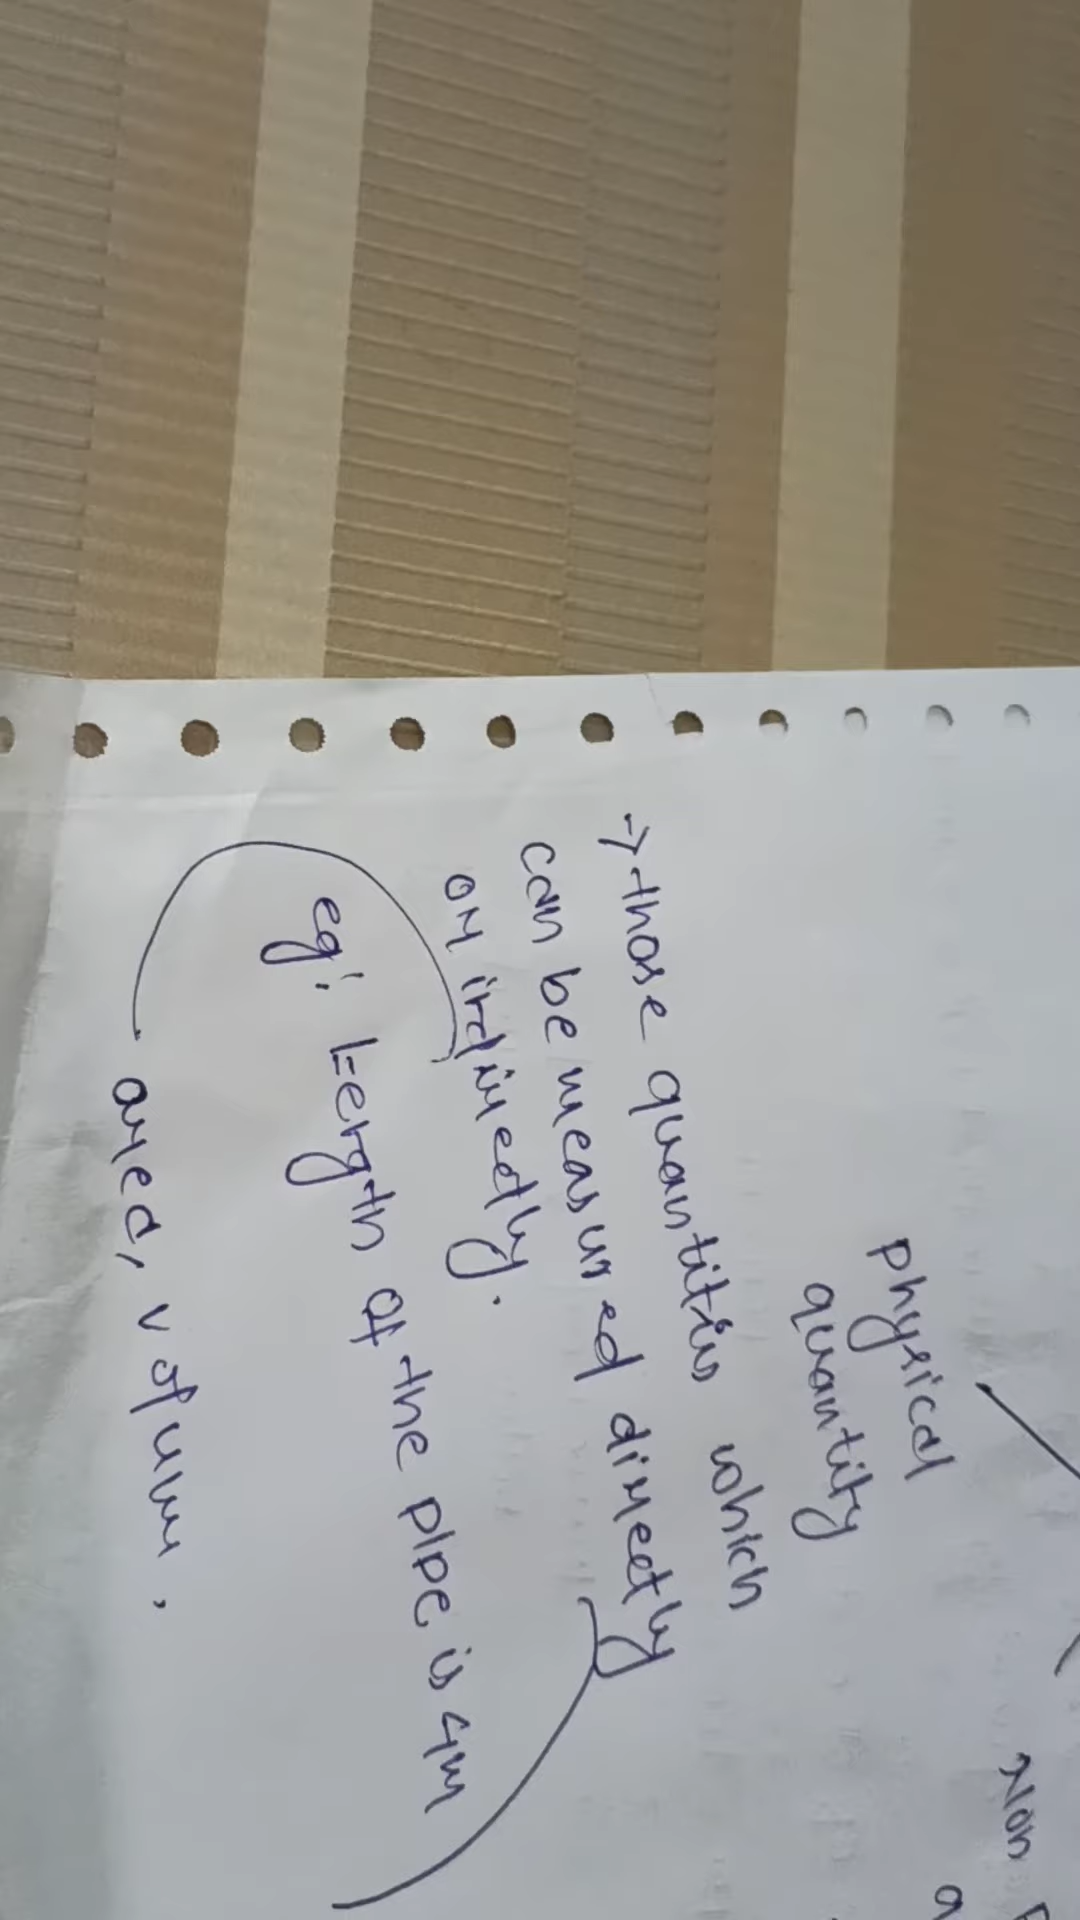 Physical
quantity
Non
→ those quantities which
can be measured directly
or indirectly.
eg: Length of the pipe is 4m
area, volume,